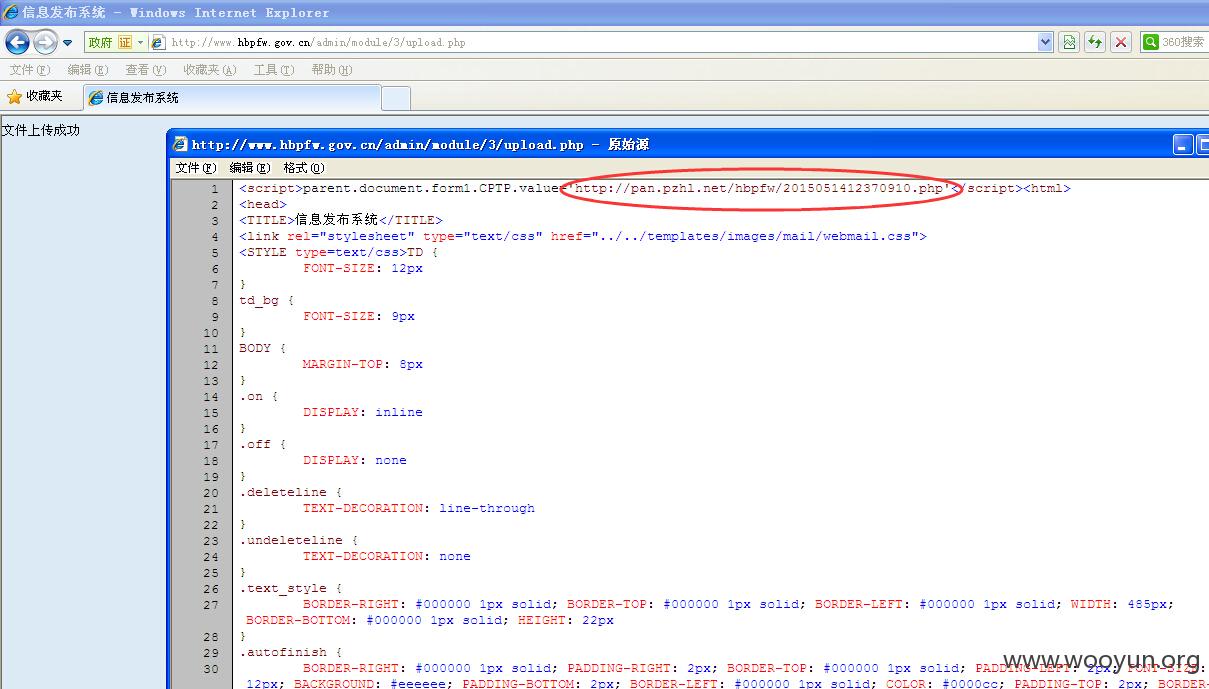 信息发布系统 - Windows Internet Explorer
政府 证 http://www.hbpfw.gov.cn/admin/module/3/upload.php 360搜索
文件(F) 编辑(E) 查看(V) 收藏夹(A) 工具(T) 帮助(H)
收藏夹 信息发布系统
文件上传成功
http://www.hbpfw.gov.cn/admin/module/3/upload.php - 原始源
文件(F) 编辑(E) 格式(O)
1 <script>parent.document.form1.CPTP.value='http://pan.pzhl.net/hbpfw/2015051412370910.php'</script><html>
2 <head>
3 <TITLE>信息发布系统</TITLE>
4 <link rel="stylesheet" type="text/css" href="../../templates/images/mail/webmail.css">
5 <STYLE type=text/css>TD {
6 FONT-SIZE: 12px
7 }
8 td_bg {
9 FONT-SIZE: 9px
10 }
11 BODY {
12 MARGIN-TOP: 8px
13 }
14 .on {
15 DISPLAY: inline
16 }
17 .off {
18 DISPLAY: none
19 }
20 .deleteline {
21 TEXT-DECORATION: line-through
22 }
23 .undeleteline {
24 TEXT-DECORATION: none
25 }
26 .text_style {
27 BORDER-RIGHT: #000000 1px solid; BORDER-TOP: #000000 1px solid; BORDER-LEFT: #000000 1px solid; WIDTH: 485px;
BORDER-BOTTOM: #000000 1px solid; HEIGHT: 22px
28 }
29 .autofinish {
30 BORDER-RIGHT: #000000 1px solid; PADDING-RIGHT: 2px; BORDER-TOP: #000000 1px solid; PADDING-LEFT: 2px; FONT-SIZE:
12px; BACKGROUND: #eeeeee; PADDING-BOTTOM: 2px; BORDER-LEFT: #000000 1px solid; COLOR: #0000cc; PADDING-TOP: 2px; BORDER-
www.wooyun.org